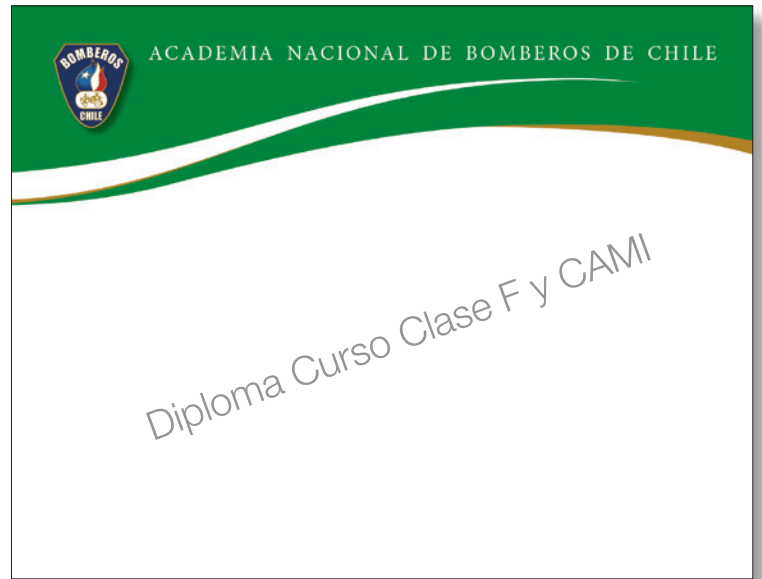 BOMBEROS
CHILE
ACADEMIA NACIONAL DE BOMBEROS DE CHILE
Diploma Curso Clase F y CAMI